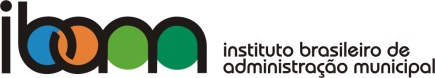 ibam
instituto brasileiro de
administração municipal